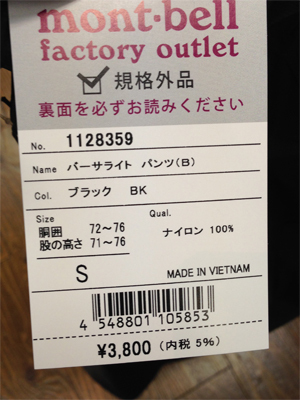 mont-bell
factory outlet
規格外品
裏面を必ずお読みください
No. 1128359
Name バーサライト パンツ(B)
Col. ブラック BK
Size
胴囲 72〜76
股の高さ 71〜76
Qual.
ナイロン 100%
S
MADE IN VIETNAM
4 548801 105853
¥3,800 (内税 5%)